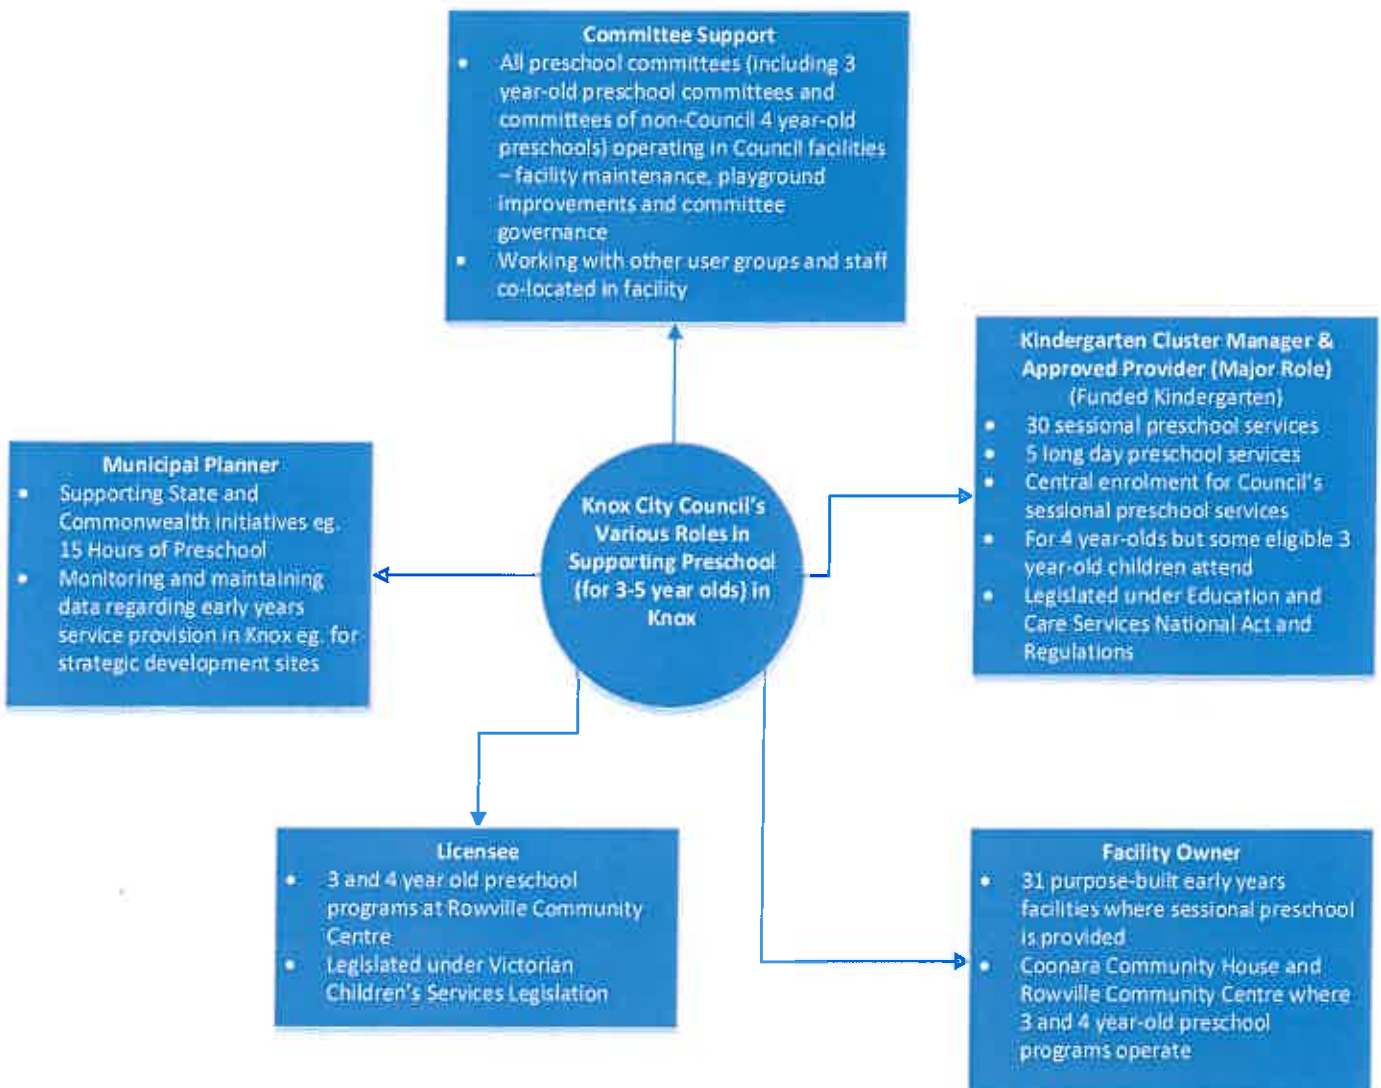 Committee Support
• All preschool committees (including 3
year-old preschool committees and
committees of non-Council 4 year-old
preschools) operating in Council facilities
– facility maintenance, playground
improvements and committee
governance
• Working with other user groups and staff
co-located in facility
Kindergarten Cluster Manager &
Approved Provider (Major Role)
(Funded Kindergarten)
• 30 sessional preschool services
• 5 long day preschool services
• Central enrolment for Council's
sessional preschool services
• For 4 year-olds but some eligible 3
year-old children attend
• Legislated under Education and
Care Services National Act and
Regulations
Municipal Planner
• Supporting State and
Commonwealth initiatives eg.
15 Hours of Preschool
• Monitoring and maintaining
data regarding early years
service provision in Knox eg. for
strategic development sites
Knox City Council's
Various Roles in
Supporting Preschool
(for 3-5 year olds) in
Knox
Licensee
• 3 and 4 year old preschool
programs at Rowville Community
Centre
• Legislated under Victorian
Children's Services Legislation
Facility Owner
• 31 purpose-built early years
facilities where sessional preschool
is provided
• Coonara Community House and
Rowville Community Centre where
3 and 4 year-old preschool
programs operate